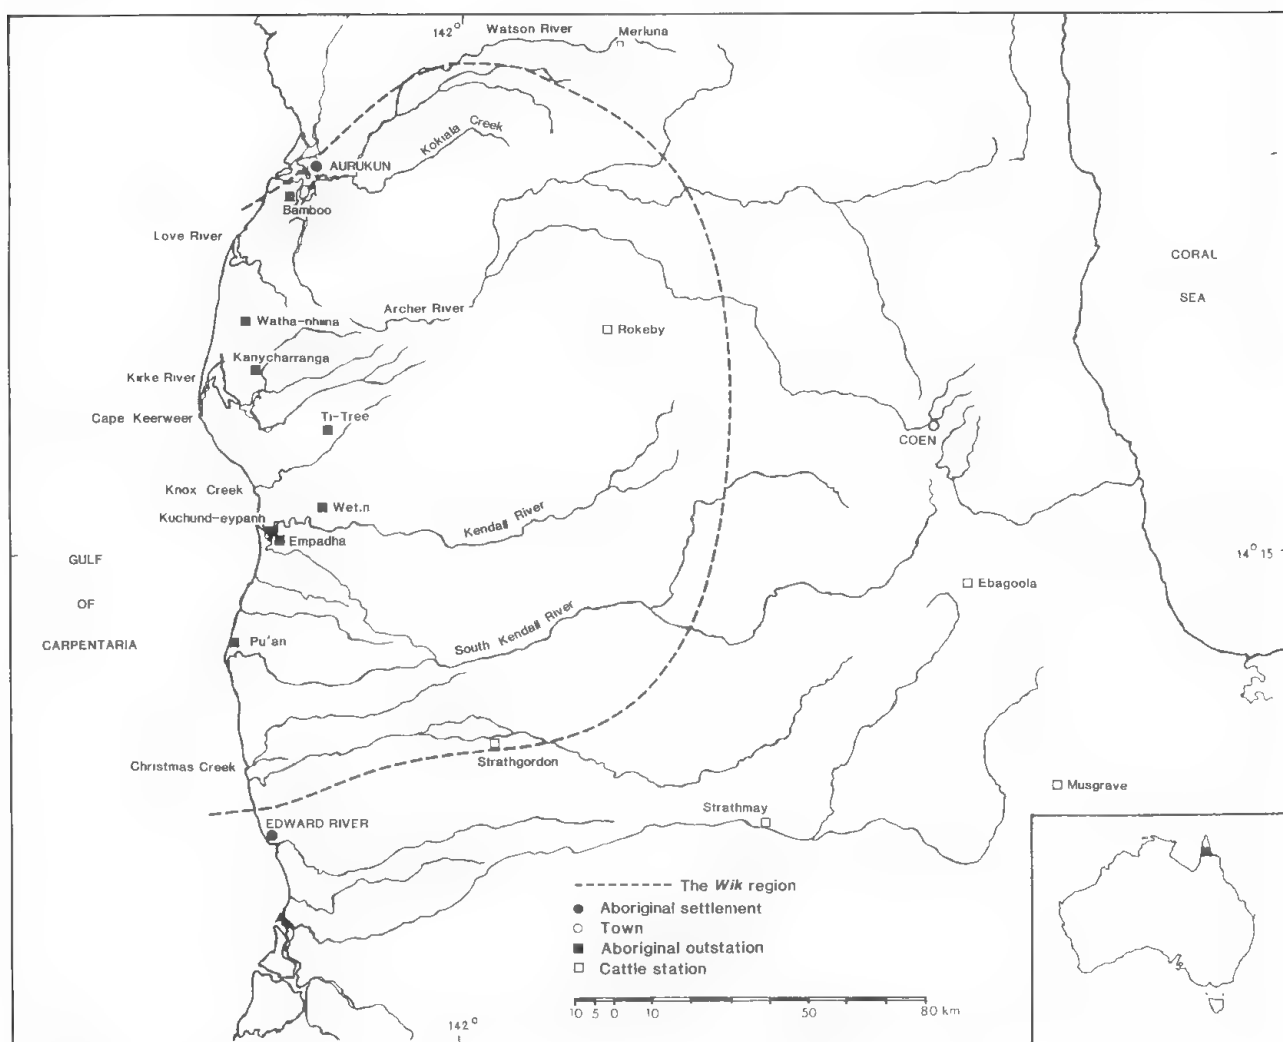 142°
Watson River
Merluna
Kokiala Creek
AURUKUN
Bamboo
Love River
CORAL
SEA
Archer River
Watha-nhina
Rokeby
Kanycharranga
Kirke River
Cape Keerweer
Ti-Tree
COEN
Knox Creek
Wet.n
Kuchund-eypanh
Kendall River
Empadha
14° 15
GULF
OF
CARPENTARIA
Ebagoola
Pu'an
South Kendall River
Christmas Creek
Strathgordon
Musgrave
Strathmay
EDWARD RIVER
The Wik region
Aboriginal settlement
Town
Aboriginal outstation
Cattle station
10 5 0 10 50 80 km
142°